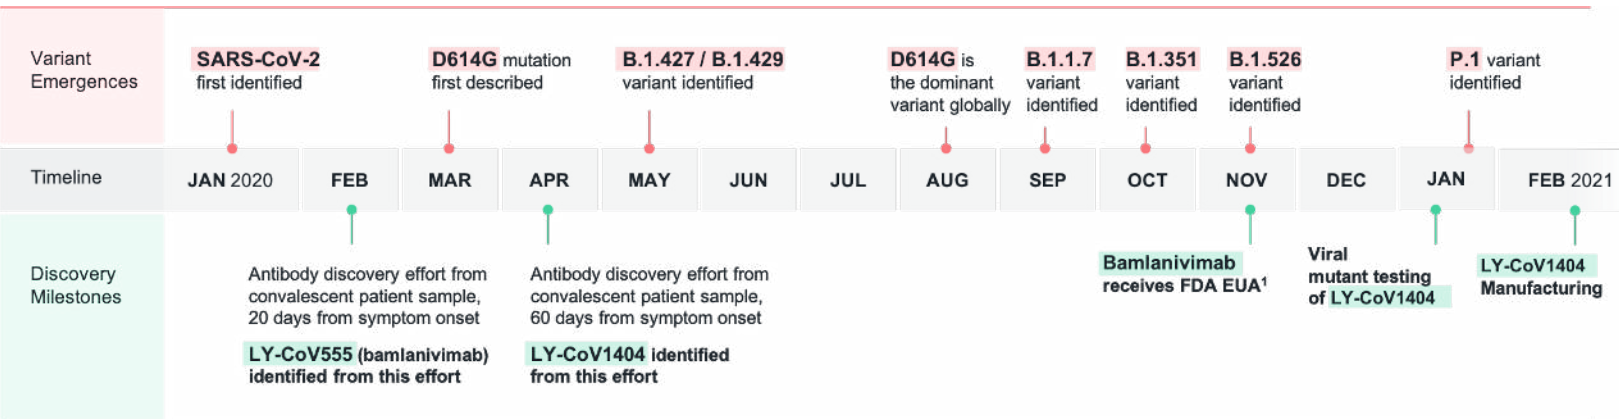 Variant
Emergences
SARS-CoV-2
first identified
D614G mutation
first described
B.1.427 / B.1.429
variant identified
D614G is
the dominant
variant globally
B.1.1.7
variant
identified
B.1.351
variant
identified
B.1.526
variant
identified
P.1 variant
identified
Timeline
JAN 2020
FEB
MAR
APR
MAY
JUN
JUL
AUG
SEP
OCT
NOV
DEC
JAN
FEB 2021
Discovery
Milestones
Antibody discovery effort from
convalescent patient sample,
20 days from symptom onset
LY-CoV555 (bamlanivimab)
identified from this effort
Antibody discovery effort from
convalescent patient sample,
60 days from symptom onset
LY-CoV1404 identified
from this effort
Bamlanivimab
receives FDA EUA¹
Viral
mutant testing
of LY-CoV1404
LY-CoV1404
Manufacturing